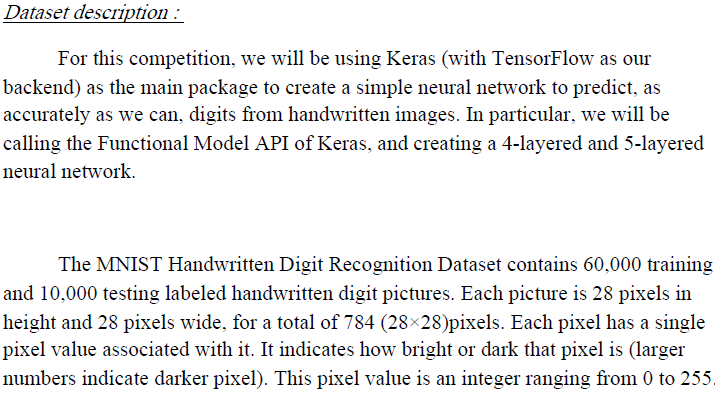 Dataset description :
For this competition, we will be using Keras (with TensorFlow as our
backend) as the main package to create a simple neural network to predict, as
accurately as we can, digits from handwritten images. In particular, we will be
calling the Functional Model API of Keras, and creating a 4-layered and 5-layered
neural network.
The MNIST Handwritten Digit Recognition Dataset contains 60,000 training
and 10,000 testing labeled handwritten digit pictures. Each picture is 28 pixels in
height and 28 pixels wide, for a total of 784 (28×28)pixels. Each pixel has a single
pixel value associated with it. It indicates how bright or dark that pixel is (larger
numbers indicate darker pixel). This pixel value is an integer ranging from 0 to 255.